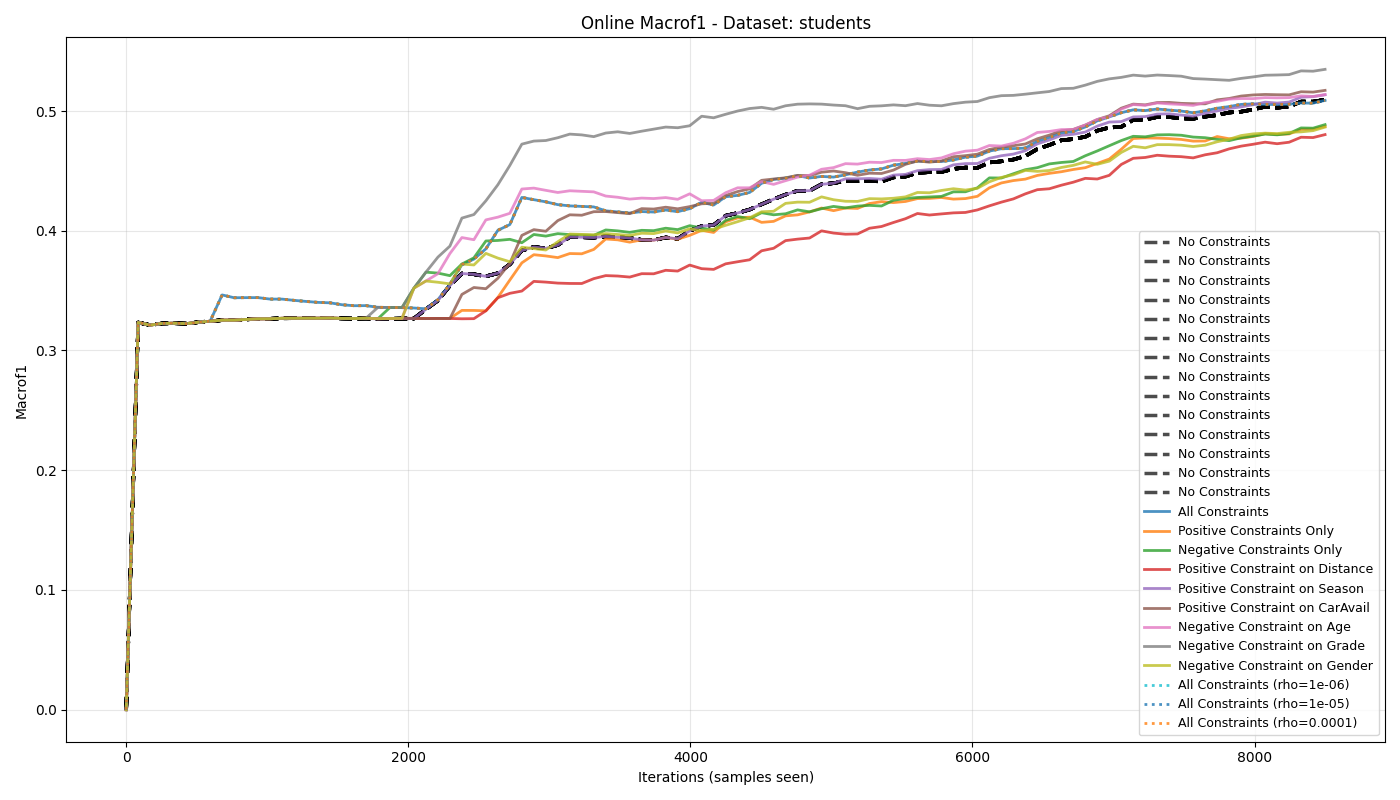 Online Macrof1 - Dataset: students
Macrof1
0.5
0.4
0.3
0.2
0.1
0.0
No Constraints
No Constraints
No Constraints
No Constraints
No Constraints
No Constraints
No Constraints
No Constraints
No Constraints
No Constraints
No Constraints
No Constraints
No Constraints
No Constraints
All Constraints
Positive Constraints Only
Negative Constraints Only
Positive Constraint on Distance
Positive Constraint on Season
Positive Constraint on CarAvail
Negative Constraint on Age
Negative Constraint on Grade
Negative Constraint on Gender
All Constraints (rho=1e-06)
All Constraints (rho=1e-05)
All Constraints (rho=0.0001)
0 2000 4000 6000 8000
Iterations (samples seen)